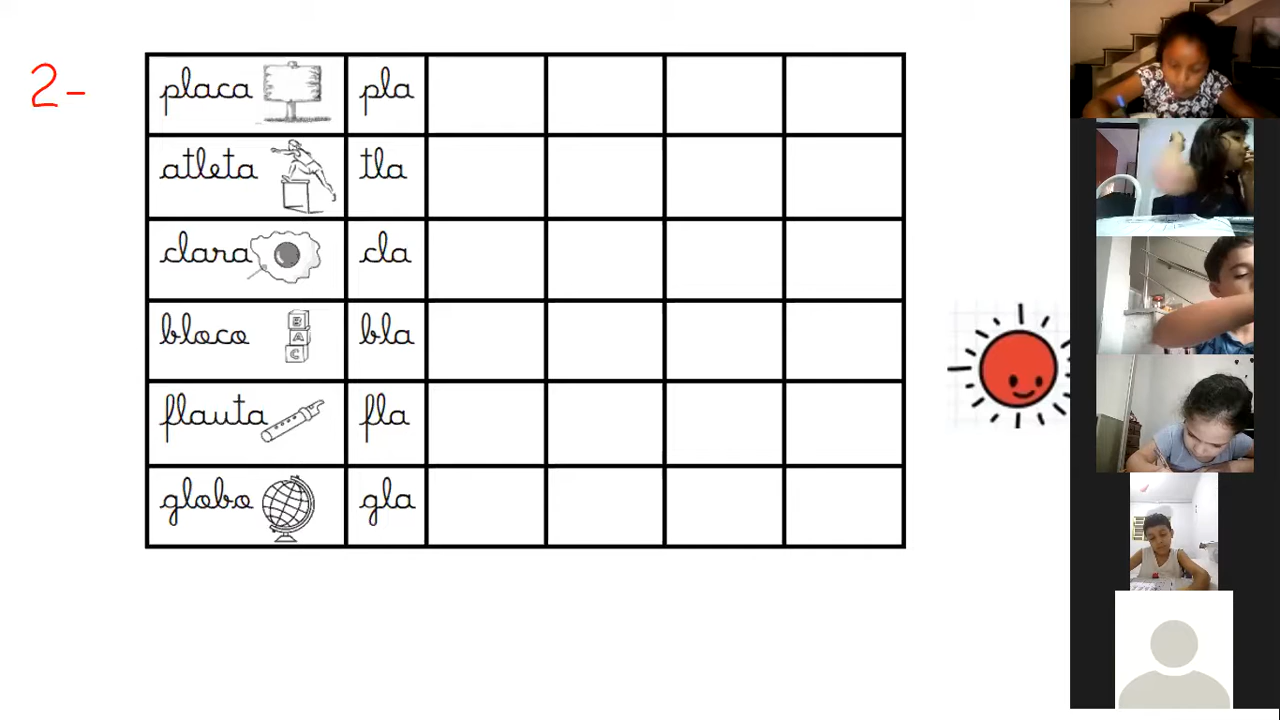 2-
placa pla
atleta tla
clara cla
bloco bla
B
A
C
flauta fla
globo gla